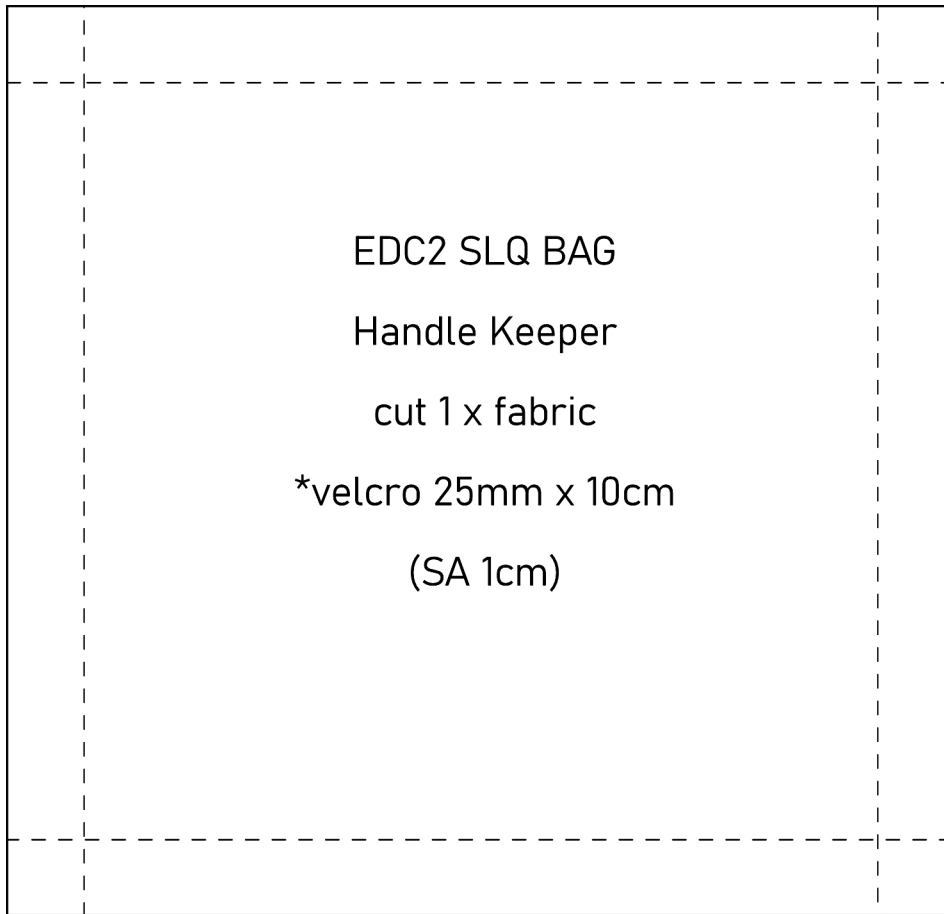 EDC2 SLQ BAG
Handle Keeper
cut 1 x fabric
*velcro 25mm x 10cm
(SA 1cm)